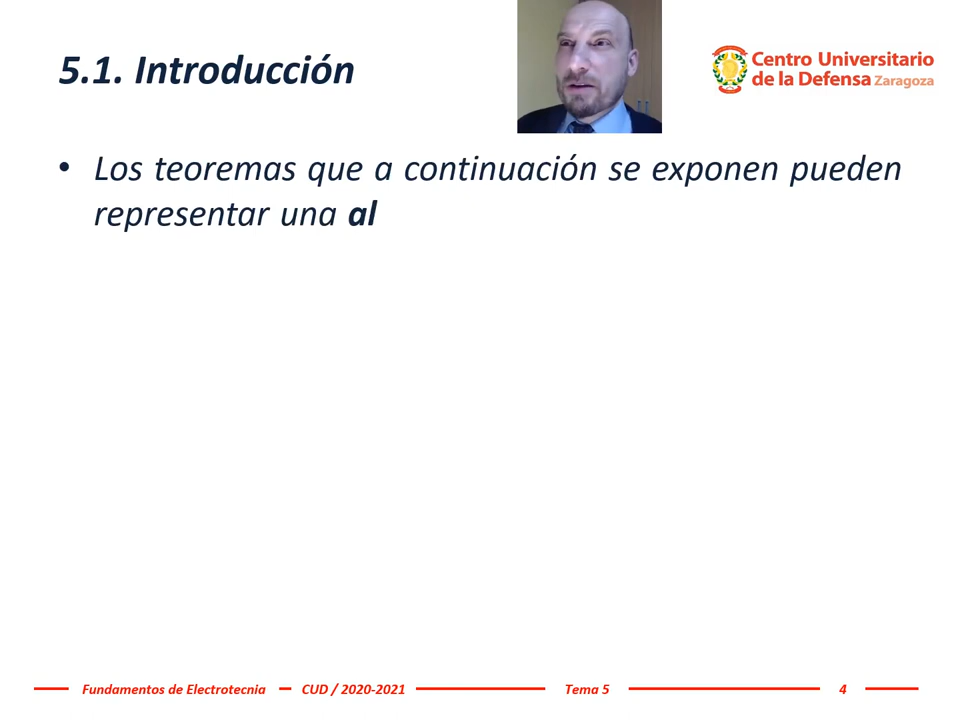 5.1. Introducción
Centro Universitario
de la Defensa Zaragoza
• Los teoremas que a continuación se exponen pueden
representar una al
Fundamentos de Electrotecnia CUD / 2020-2021 Tema 5 4